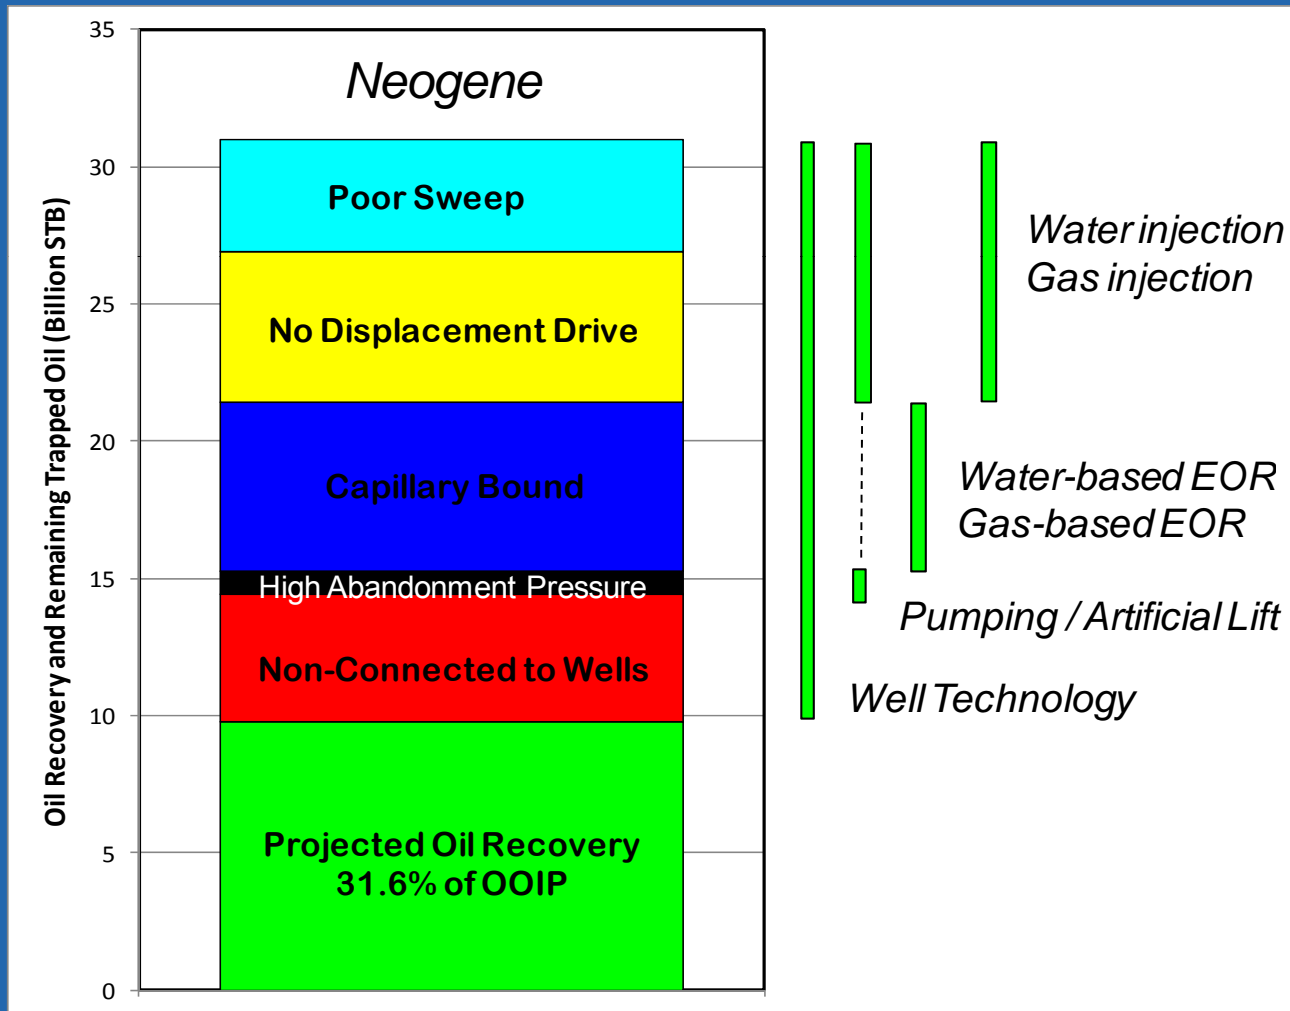 Neogene
Oil Recovery and Remaining Trapped Oil (Billion STB)
35
30
25
20
15
10
5
0
Poor Sweep
No Displacement Drive
Capillary Bound
High Abandonment Pressure
Non-Connected to Wells
Projected Oil Recovery
31.6% of OOIP
Water injection
Gas injection
Water-based EOR
Gas-based EOR
Pumping / Artificial Lift
Well Technology